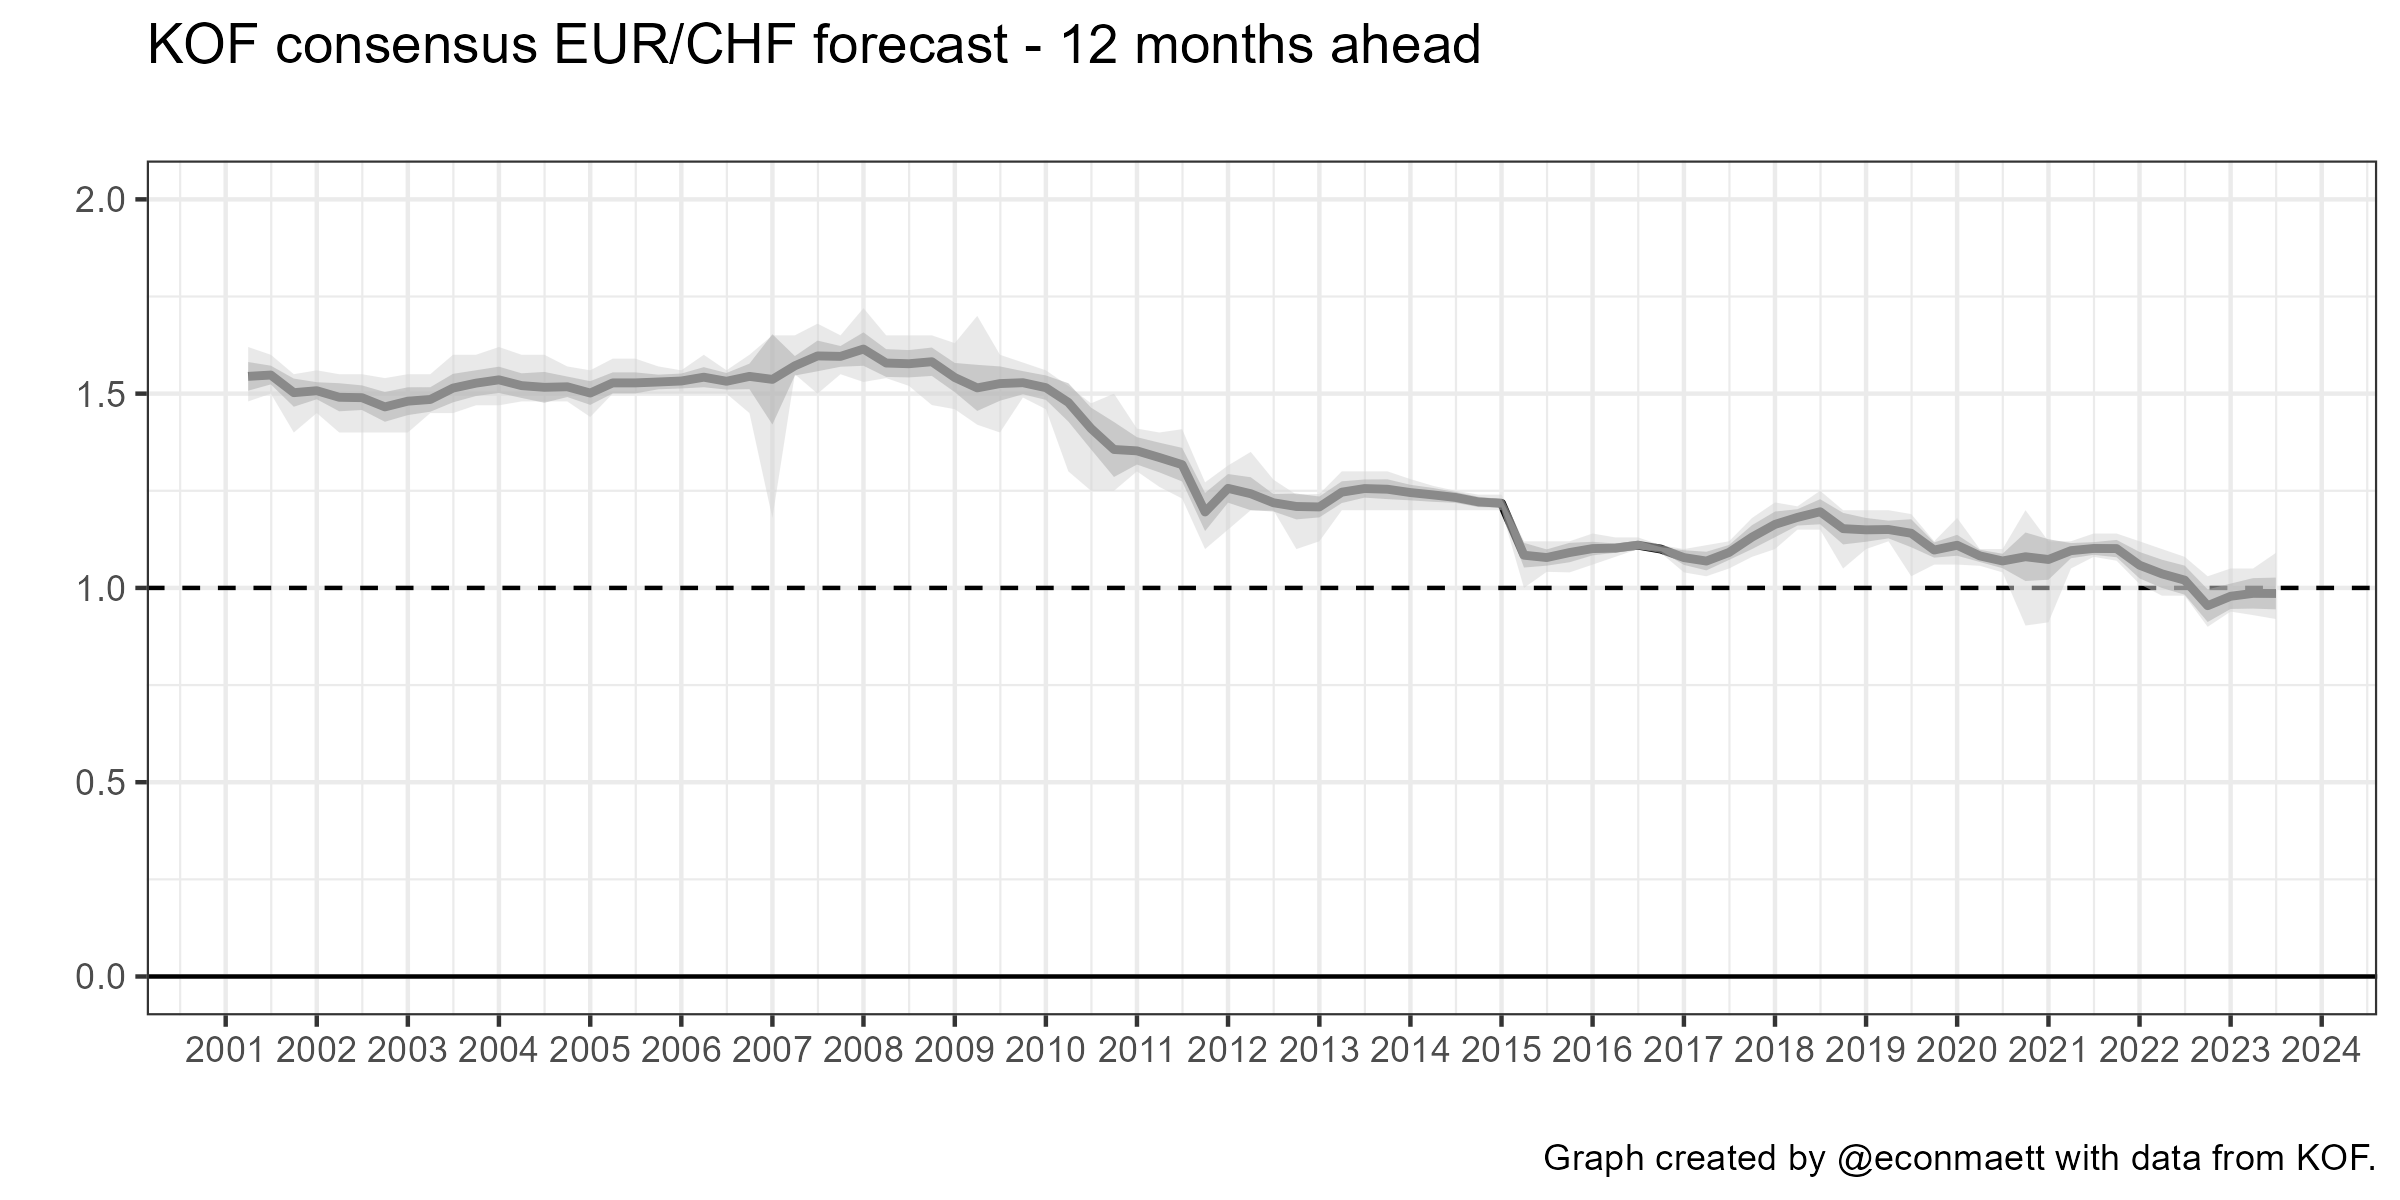 KOF consensus EUR/CHF forecast - 12 months ahead
2.0
1.5
1.0
0.5
0.0
2001 2002 2003 2004 2005 2006 2007 2008 2009 2010 2011 2012 2013 2014 2015 2016 2017 2018 2019 2020 2021 2022 2023 2024
Graph created by @econmaett with data from KOF.